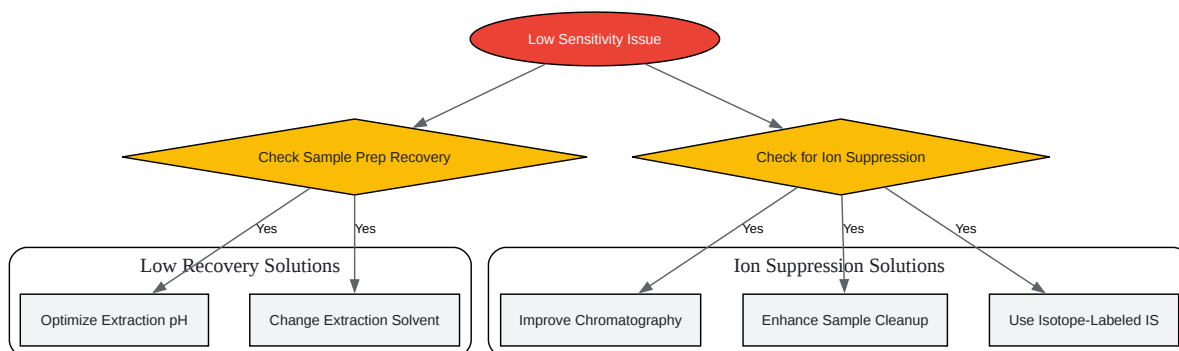 Low Sensitivity Issue
Check Sample Prep Recovery
Check for Ion Suppression
Yes
Yes
Yes
Yes
Yes
Low Recovery Solutions
Ion Suppression Solutions
Optimize Extraction pH
Change Extraction Solvent
Improve Chromatography
Enhance Sample Cleanup
Use Isotope-Labeled IS